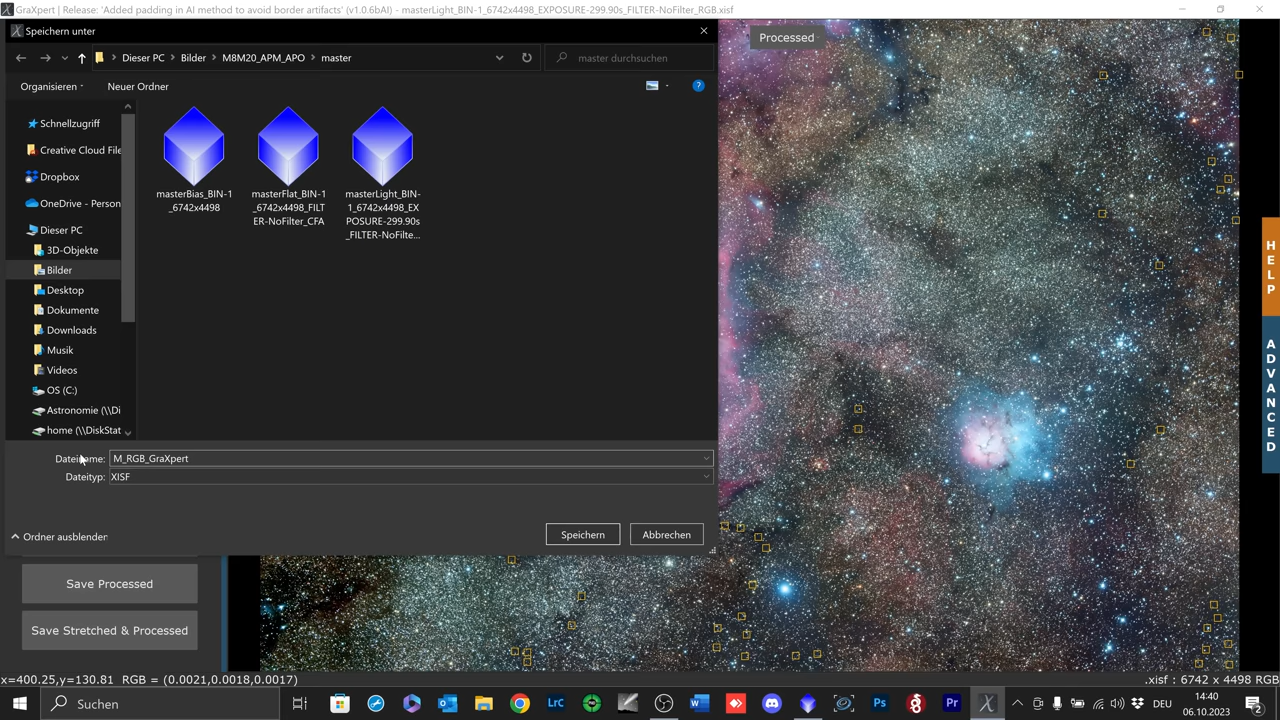 GraXpert | Release: 'Added padding in AI method to avoid border artifacts' (v1.0.6bAI) - masterLight_BIN-1_6742x4498_EXPOSURE-299.90s_FILTER-NoFilter_RGB.xisf
Speichern unter
Dieser PC
Bilder
M8M20_APM_APO
master
master durchsuchen
Organisieren
Neuer Ordner
?
Schnellzugriff
Creative Cloud File
Dropbox
OneDrive - Person
Dieser PC
3D-Objekte
Bilder
Desktop
Dokumente
Downloads
Musik
Videos
OS (C:)
Astronomie (\\Di
home (\\DiskStat
masterBias_BIN-1
_6742x4498
masterFlat_BIN-1
_6742x4498_FILT
ER-NoFilter_CFA
masterLight_BIN-
1_6742x4498_EX
POSURE-299.90s
_FILTER-NoFilte...
Dateiname: M_RGB_GraXpert
Dateityp: XISF
Ordner ausblenden
Speichern
Abbrechen
Processed
HELP
ADVANCED
Save Processed
Save Stretched & Processed
x=400.25,y=130.81 RGB = (0.0021,0.0018,0.0017)
.xisf : 6742 x 4498 RGB
Suchen
LrC
Ps
Pr
DEU
14:40
06.10.2023
2